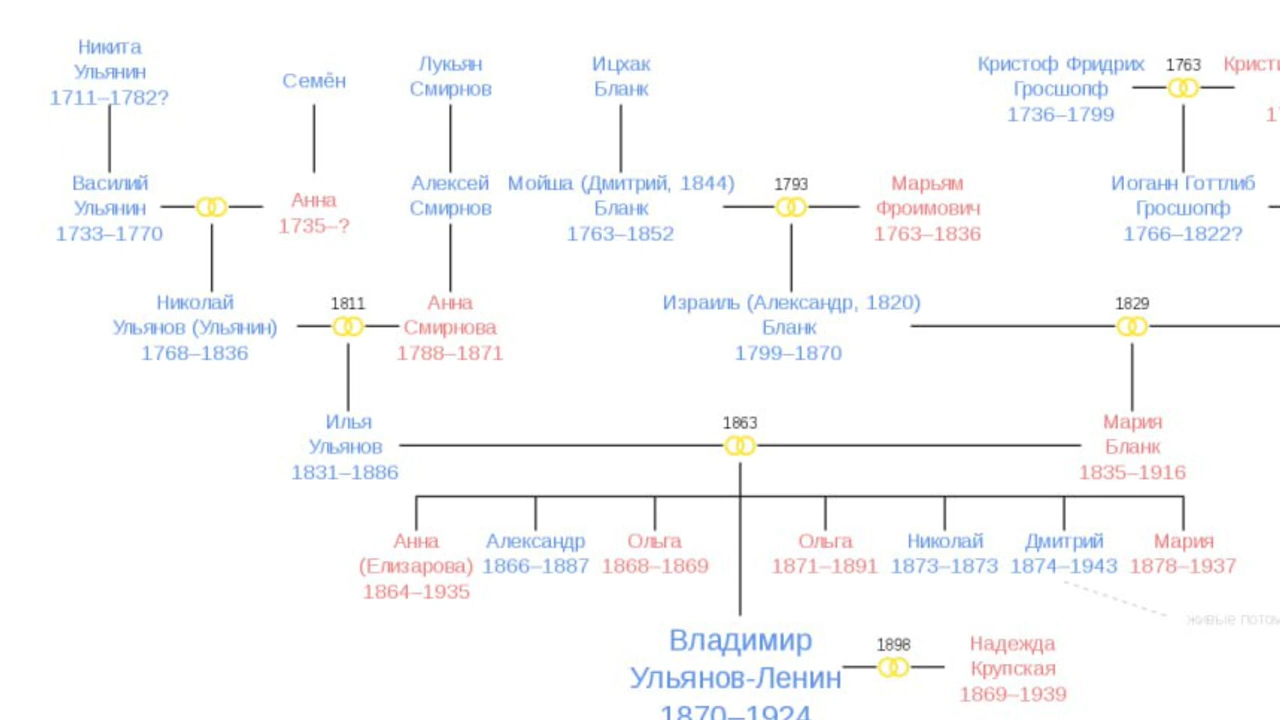 Никита
Ульянин
1711–1782?
Семён
Лукьян
Смирнов
Ицхак
Бланк
Кристоф Фридрих
Гросшопф
1736–1799
1763
Василий
Ульянин
1733–1770
Анна
1735–?
Алексей
Смирнов
Мойша (Дмитрий, 1844)
Бланк
1763–1852
1793
Марьям
Фроимович
1763–1836
Иоганн Готтлиб
Гросшопф
1766–1822?
Николай
Ульянов (Ульянин)
1768–1836
1811
Анна
Смирнова
1788–1871
Израиль (Александр, 1820)
Бланк
1799–1870
1829
Илья
Ульянов
1831–1886
1863
Мария
Бланк
1835–1916
Анна
(Елизарова)
1864–1935
Александр
1866–1887
Ольга
1868–1869
Ольга
1871–1891
Николай
1873–1873
Дмитрий
1874–1943
Мария
1878–1937
живые
Владимир
Ульянов-Ленин
1870–1924
1898
Надежда
Крупская
1869–1939